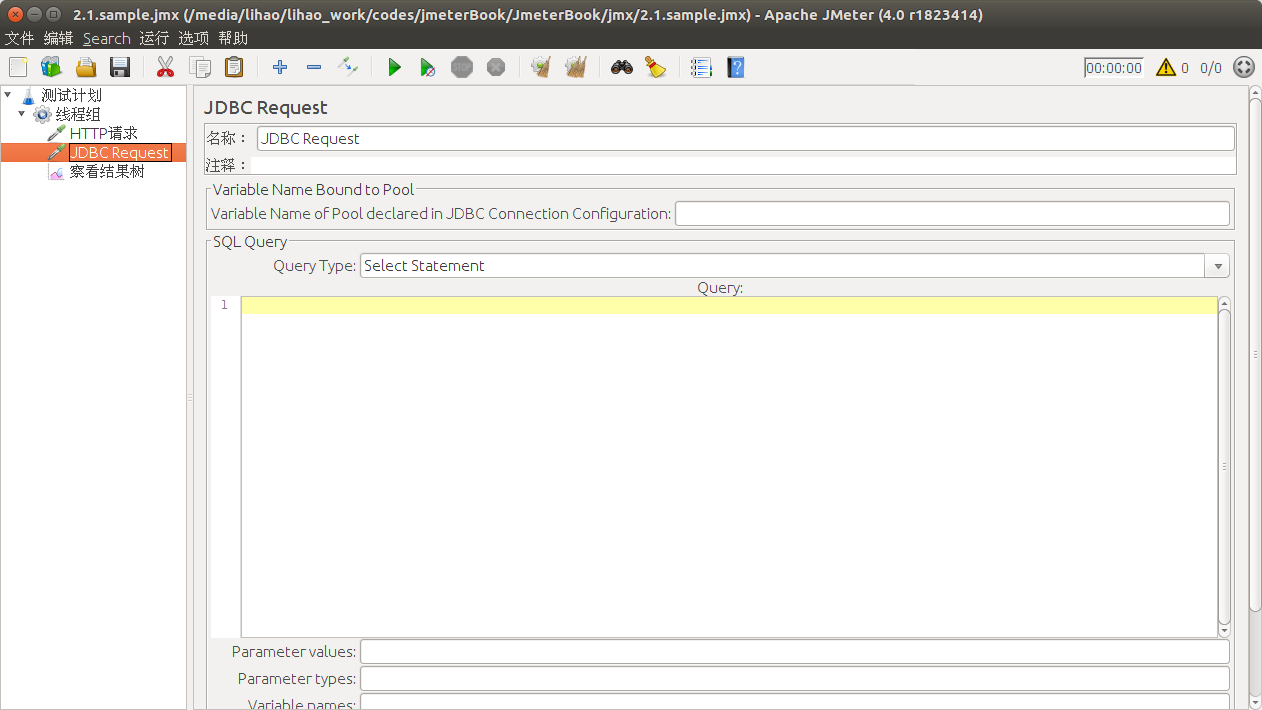 2.1.sample.jmx (/media/lihao/lihao_work/codes/jmeterBook/JmeterBook/jmx/2.1.sample.jmx) - Apache JMeter (4.0 r1823414)
文件 编辑 Search 运行 选项 帮助
00:00:00 0 0/0
测试计划
线程组
HTTP请求
JDBC Request
察看结果树
JDBC Request
名称： JDBC Request
注释：
Variable Name Bound to Pool
Variable Name of Pool declared in JDBC Connection Configuration:
SQL Query
Query Type: Select Statement
Query:
1
Parameter values:
Parameter types:
Variable names: